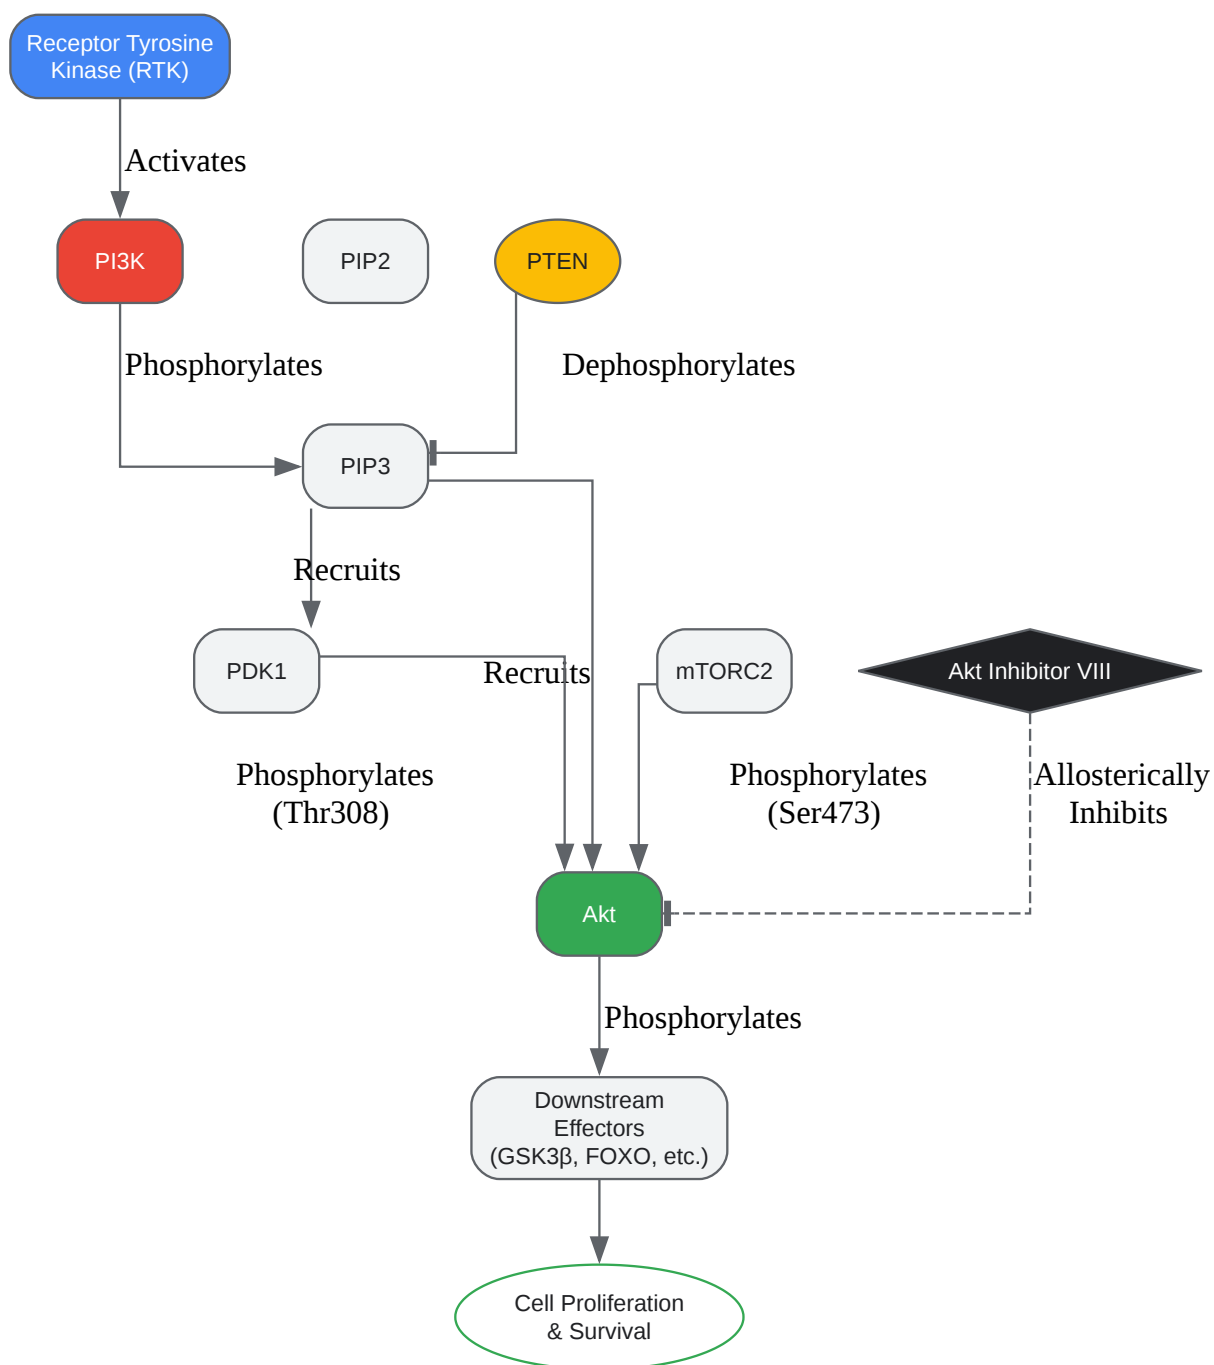 Receptor Tyrosine
Kinase (RTK)
Activates
PI3K
PIP2
PTEN
Phosphorylates
Dephosphorylates
PIP3
Recruits
PDK1
Recruits
mTORC2
Akt Inhibitor VIII
Phosphorylates
(Thr308)
Phosphorylates
(Ser473)
Allosterically
Inhibits
Akt
Phosphorylates
Downstream
Effectors
(GSK3β, FOXO, etc.)
Cell Proliferation
& Survival